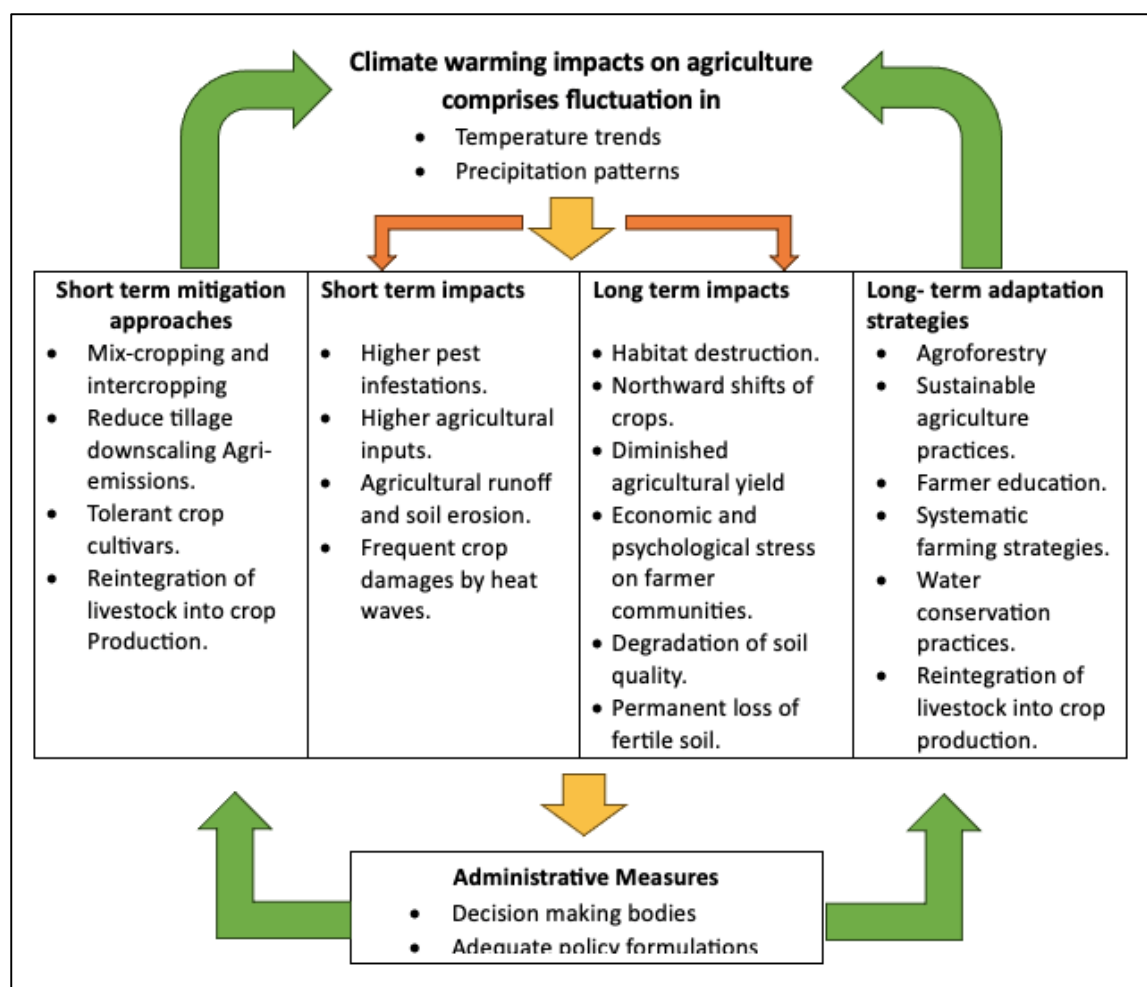 Climate warming impacts on agriculture
comprises fluctuation in
• Temperature trends
• Precipitation patterns
Short term mitigation
approaches
• Mix-cropping and
intercropping
• Reduce tillage
downscaling Agri-
emissions.
• Tolerant crop
cultivars.
• Reintegration of
livestock into crop
Production.
Short term impacts
• Higher pest
infestations.
• Higher agricultural
inputs.
• Agricultural runoff
and soil erosion.
• Frequent crop
damages by heat
waves.
Long term impacts
• Habitat destruction.
• Northward shifts of
crops.
• Diminished
agricultural yield
• Economic and
psychological stress
on farmer
communities.
• Degradation of soil
quality.
• Permanent loss of
fertile soil.
Long- term adaptation
strategies
• Agroforestry
• Sustainable
agriculture
practices.
• Farmer education.
• Systematic
farming strategies.
• Water
conservation
practices.
• Reintegration of
livestock into crop
production.
Administrative Measures
• Decision making bodies
• Adequate policy formulations